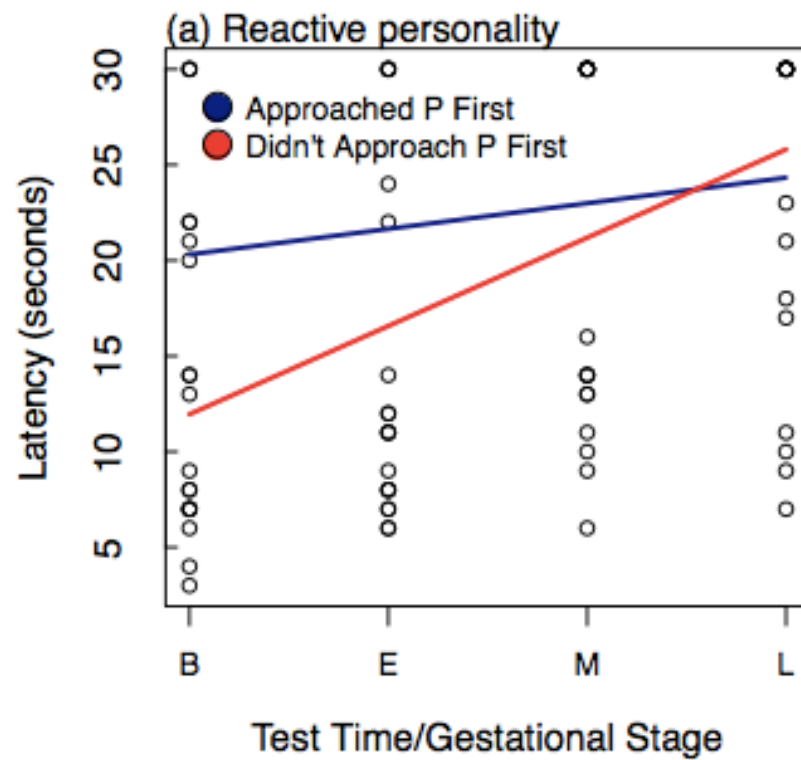 (a) Reactive personality
30
25
20
15
10
5
Latency (seconds)
Approached P First
Didn't Approach P First
B E M L
Test Time/Gestational Stage